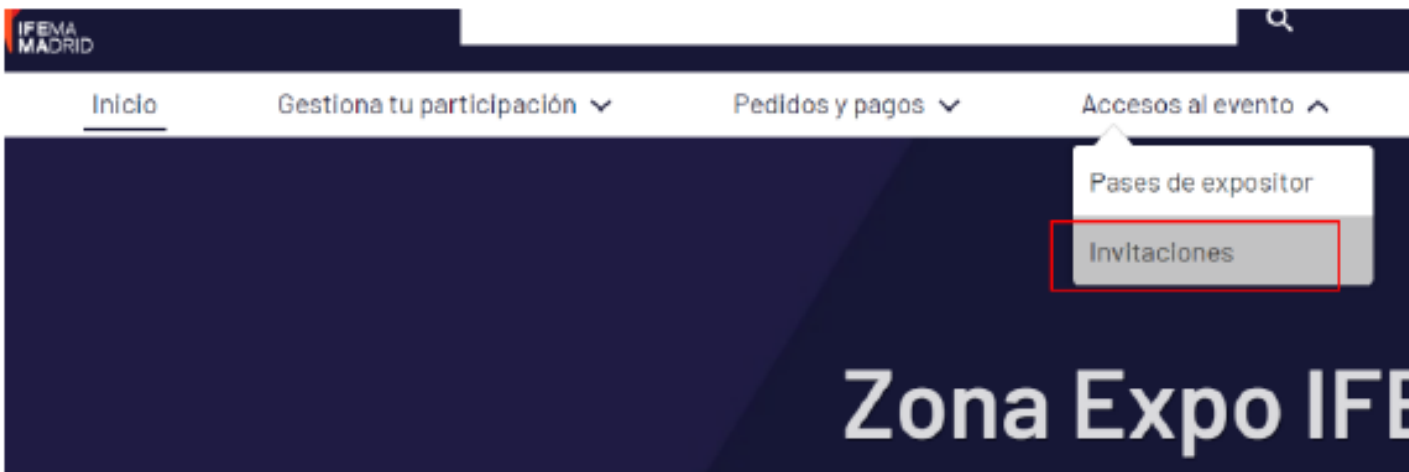 IFEMA
MADRID
Inicio
Gestiona tu participación
Pedidos y pagos
Accesos al evento
Pases de expositor
Invitaciones
Zona Expo IFE